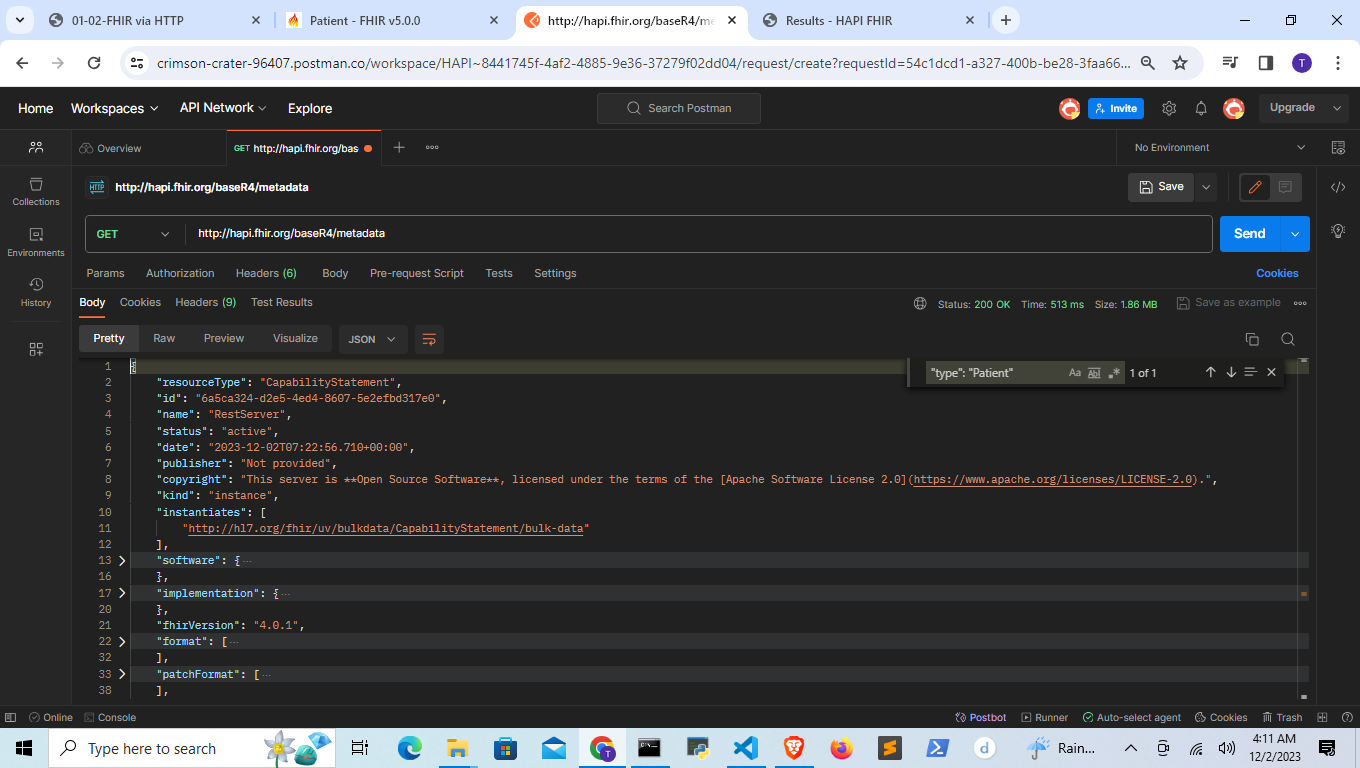 01-02-FHIR via HTTP
Patient - FHIR v5.0.0
http://hapi.fhir.org/baseR4/me
Results - HAPI FHIR
crimson-crater-96407.postman.co/workspace/HAPI~8441745f-4af2-4885-9e36-37279f02dd04/request/create?requestId=54c1dcd1-a327-400b-be28-3faa66...
T
Home Workspaces API Network Explore
Search Postman
Invite
Upgrade
Overview
GET http://hapi.fhir.org/bas
No Environment
HTTP http://hapi.fhir.org/baseR4/metadata
Save
Collections
Environments
History
GET http://hapi.fhir.org/baseR4/metadata
Send
Params Authorization Headers (6) Body Pre-request Script Tests Settings
Cookies
Body Cookies Headers (9) Test Results
Status: 200 OK Time: 513 ms Size: 1.86 MB
Save as example
Pretty Raw Preview Visualize JSON
"type": "Patient" Aa Abl .* 1 of 1
1 {
2 "resourceType": "CapabilityStatement",
3 "id": "6a5ca324-d2e5-4ed4-8607-5e2efbd317e0",
4 "name": "RestServer",
5 "status": "active",
6 "date": "2023-12-02T07:22:56.710+00:00",
7 "publisher": "Not provided",
8 "copyright": "This server is **Open Source Software**, licensed under the terms of the [Apache Software License 2.0](https://www.apache.org/licenses/LICENSE-2.0).",
9 "kind": "instance",
10 "instantiates": [
11 "http://hl7.org/fhir/uv/bulkdata/CapabilityStatement/bulk-data"
12 ],
13 "software": {···
16 },
17 "implementation": {···
20 },
21 "fhirVersion": "4.0.1",
22 "format": [···
32 ],
33 "patchFormat": [···
38 ],
Online Console
Postbot Runner Auto-select agent Cookies Trash
Type here to search
T
d
Rain...
4:11 AM
12/2/2023